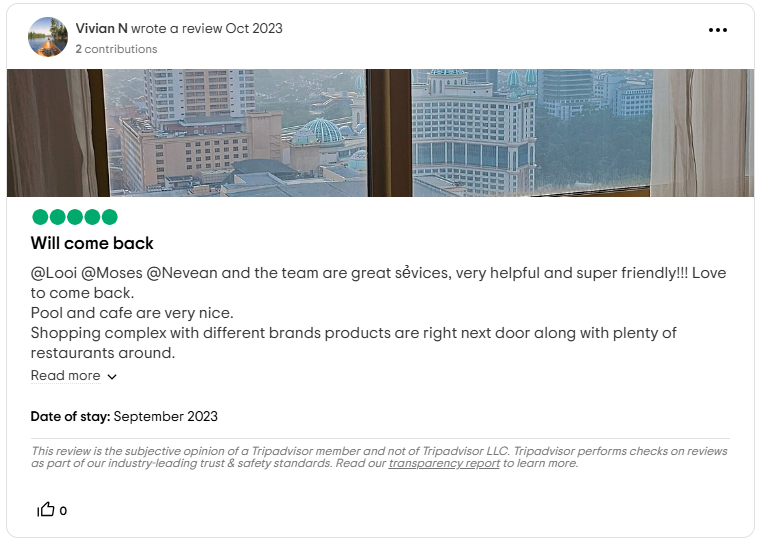 Vivian N wrote a review Oct 2023
2 contributions
Will come back
@Looi @Moses @Nevean and the team are great sẻvices, very helpful and super friendly!!! Love
to come back.
Pool and cafe are very nice.
Shopping complex with different brands products are right next door along with plenty of
restaurants around.
Read more
Date of stay: September 2023
This review is the subjective opinion of a Tripadvisor member and not of Tripadvisor LLC. Tripadvisor performs checks on reviews
as part of our industry-leading trust & safety standards. Read our transparency report to learn more.
0